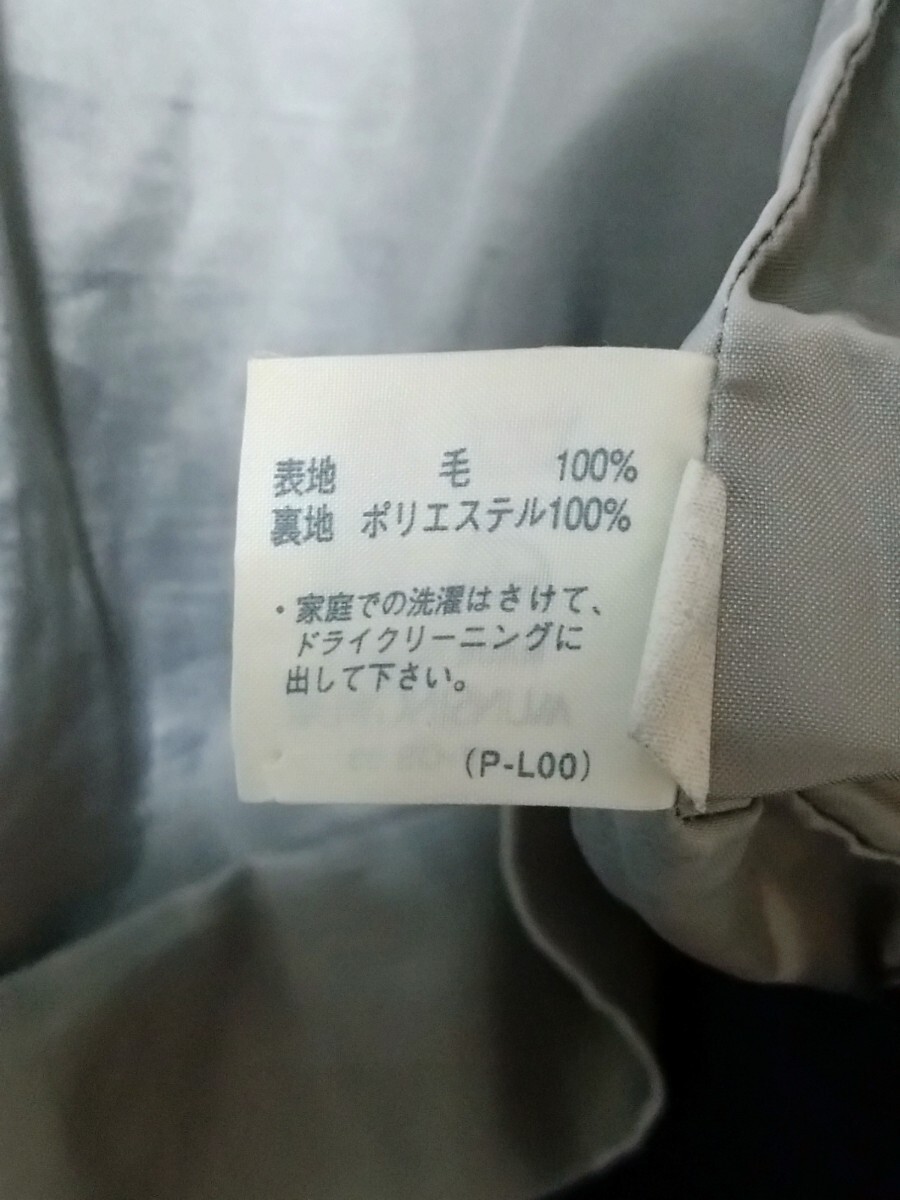 表地 毛 100%
裏地 ポリエステル100%
・家庭での洗濯はさけて、
ドライクリーニングに
出して下さい。
(P-L00)